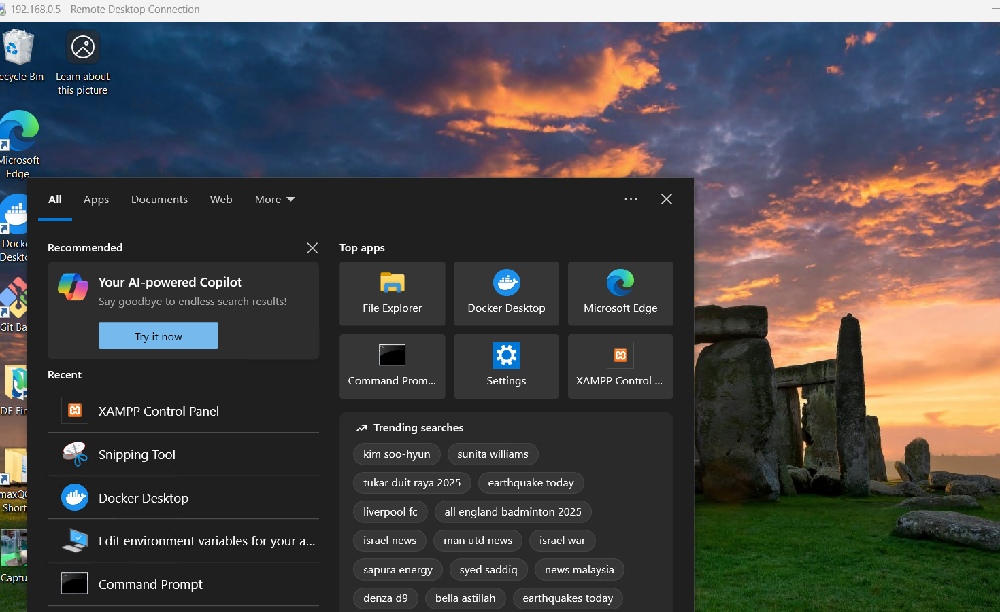 192.168.0.5 - Remote Desktop Connection
ecycle Bin
Learn about
this picture
Microsoft
Edge
Docke
Deskto
Git Ba
DE Fin
maxQ
Short
Captu
All
Apps
Documents
Web
More
Recommended
Your AI-powered Copilot
Say goodbye to endless search results!
Try it now
Recent
XAMPP Control Panel
Snipping Tool
Docker Desktop
Edit environment variables for your a...
Command Prompt
Top apps
File Explorer
Docker Desktop
Microsoft Edge
Command Prom...
Settings
XAMPP Control ...
Trending searches
kim soo-hyun
sunita williams
tukar duit raya 2025
earthquake today
liverpool fc
all england badminton 2025
israel news
man utd news
israel war
sapura energy
syed saddiq
news malaysia
denza d9
bella astillah
earthquakes today